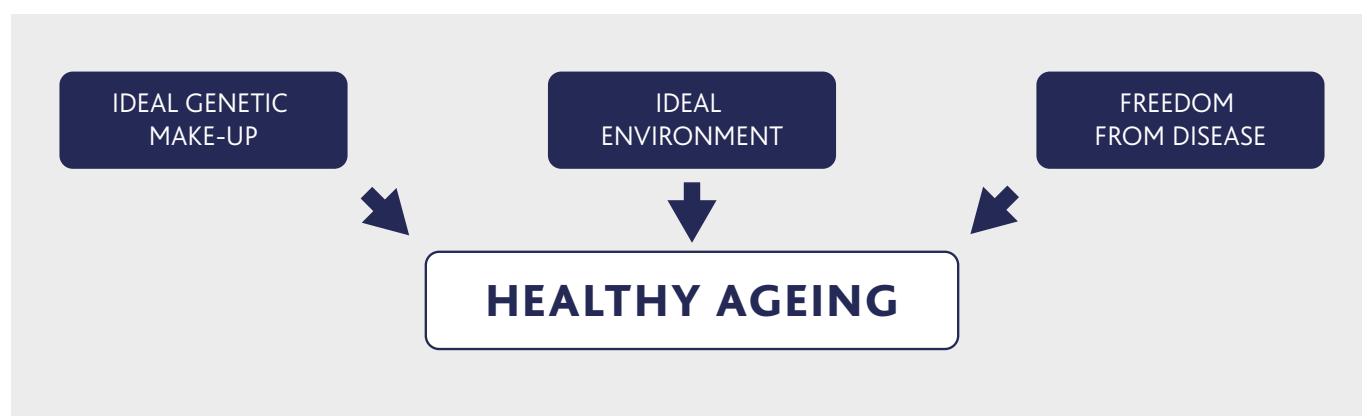 IDEAL GENETIC
MAKE-UP
IDEAL
ENVIRONMENT
FREEDOM
FROM DISEASE
HEALTHY AGEING